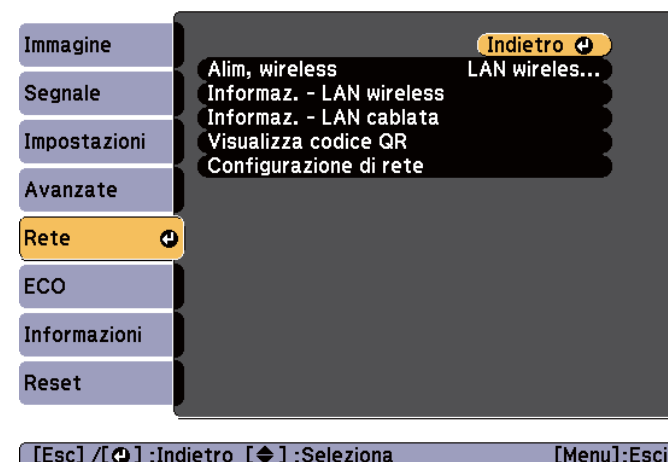 Immagine
Segnale
Impostazioni
Avanzate
Rete
ECO
Informazioni
Reset
Indietro
Alim, wireless LAN wireles...
Informaz. - LAN wireless
Informaz. - LAN cablata
Visualizza codice QR
Configurazione di rete
[Esc] /[ ] :Indietro [ ] :Seleziona [Menu]:Esci